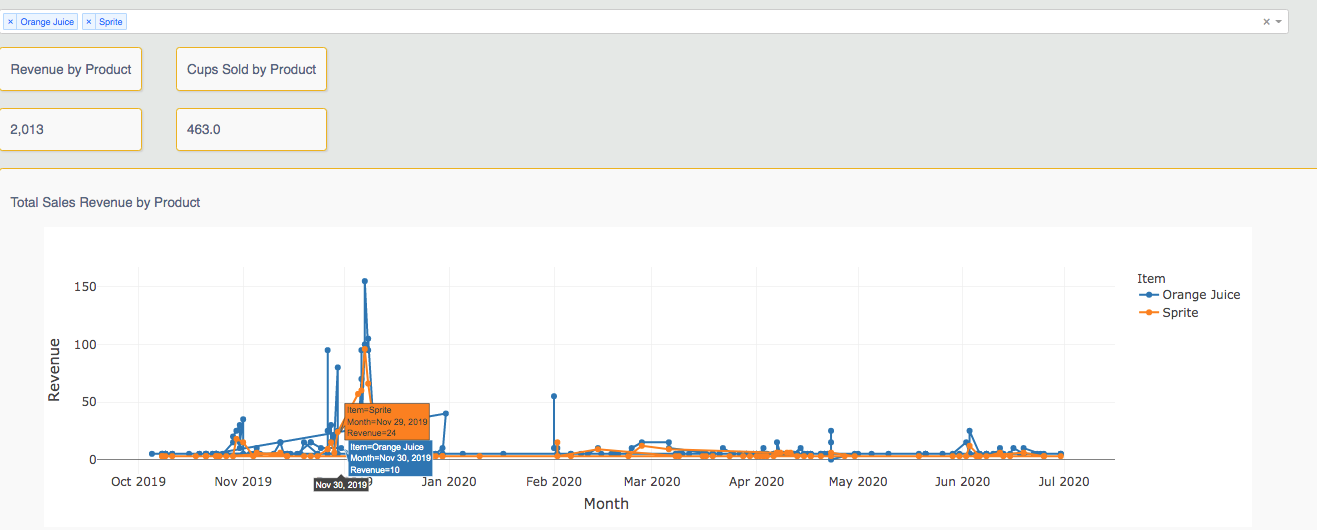 × Orange Juice × Sprite
Revenue by Product Cups Sold by Product
2,013 463.0
Total Sales Revenue by Product
150
100
50
0
Revenue
Item
Orange Juice
Sprite
Item=Sprite
Month=Nov 29, 2019
Revenue=24
Item=Orange Juice
Month=Nov 30, 2019
Revenue=10
Nov 30, 2019
Oct 2019 Nov 2019 2019 Jan 2020 Feb 2020 Mar 2020 Apr 2020 May 2020 Jun 2020 Jul 2020
Month